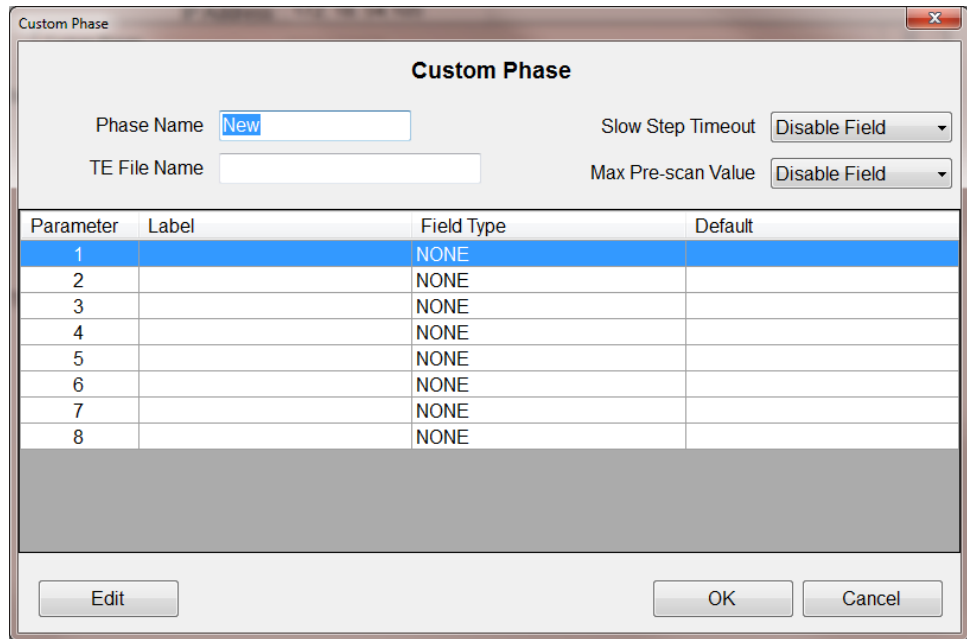 Custom Phase
Custom Phase
Phase Name New Slow Step Timeout Disable Field
TE File Name Max Pre-scan Value Disable Field
Parameter Label Field Type Default
1 NONE
2 NONE
3 NONE
4 NONE
5 NONE
6 NONE
7 NONE
8 NONE
Edit OK Cancel